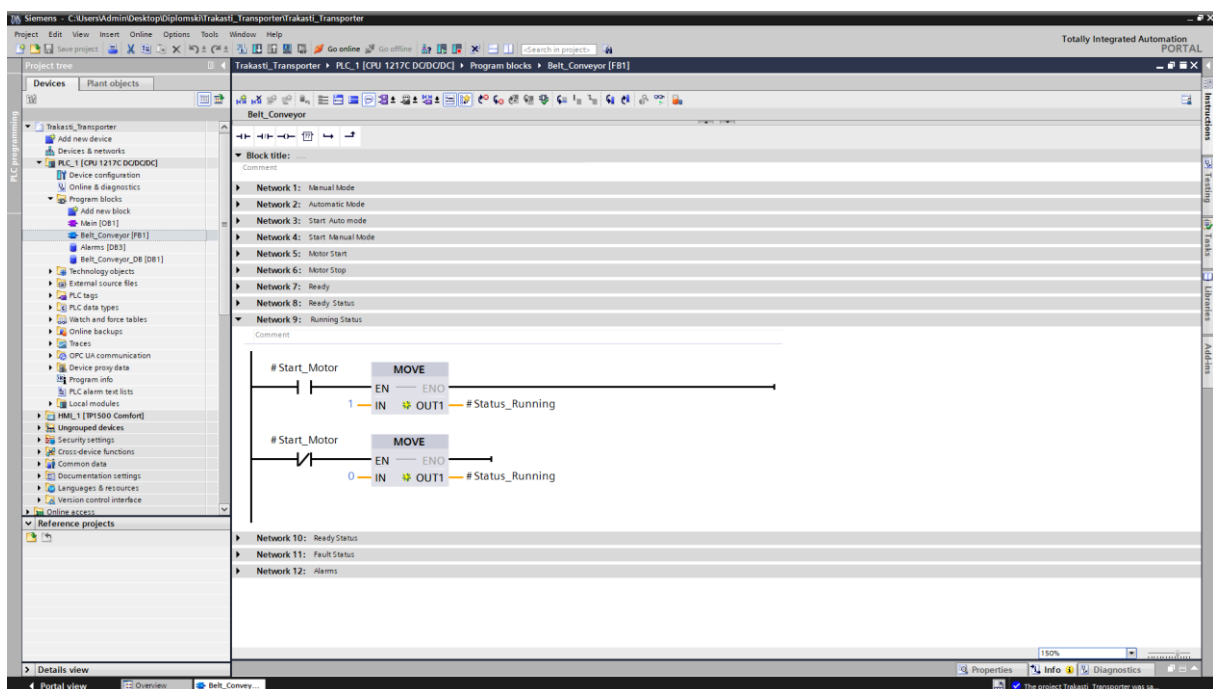 Siemens - C:\Users\Admin\Desktop\Diplomski\Trakasti_Transporter\Trakasti_Transporter
Project Edit View Insert Online Options Tools Window Help
Totally Integrated Automation
PORTAL
Save project Go online Go offline <Search in project>
Project tree
Trakasti_Transporter ▸ PLC_1 [CPU 1217C DC/DC/DC] ▸ Program blocks ▸ Belt_Conveyor [FB1]
Devices Plant objects
Belt_Conveyor
PLC programming
Trakasti_Transporter
Add new device
Devices & networks
PLC_1 [CPU 1217C DC/DC/DC]
Device configuration
Online & diagnostics
Program blocks
Add new block
Main [OB1]
Belt_Conveyor [FB1]
Alarms [DB3]
Belt_Conveyor_DB [DB1]
Technology objects
External source files
PLC tags
PLC data types
Watch and force tables
Online backups
Traces
OPC UA communication
Device proxy data
Program info
PLC alarm text lists
Local modules
HMI_1 [TP1500 Comfort]
Ungrouped devices
Security settings
Cross-device functions
Common data
Documentation settings
Languages & resources
Version control interface
Online access
Reference projects
Details view
Block title: .....
Comment
Network 1: Manual Mode
Network 2: Automatic Mode
Network 3: Start Auto mode
Network 4: Start Manual Mode
Network 5: Motor Start
Network 6: Motor Stop
Network 7: Ready
Network 8: Ready Status
Network 9: Running Status
Comment
#Start_Motor MOVE
EN ENO
1 IN OUT1 #Status_Running
#Start_Motor MOVE
EN ENO
0 IN OUT1 #Status_Running
Network 10: Ready Status
Network 11: Fault Status
Network 12: Alarms
150%
Properties Info Diagnostics
Instructions
Testing
Tasks
Libraries
Add-ins
Portal view Overview Belt_Convey...
The project Trakasti_Transporter was sa...